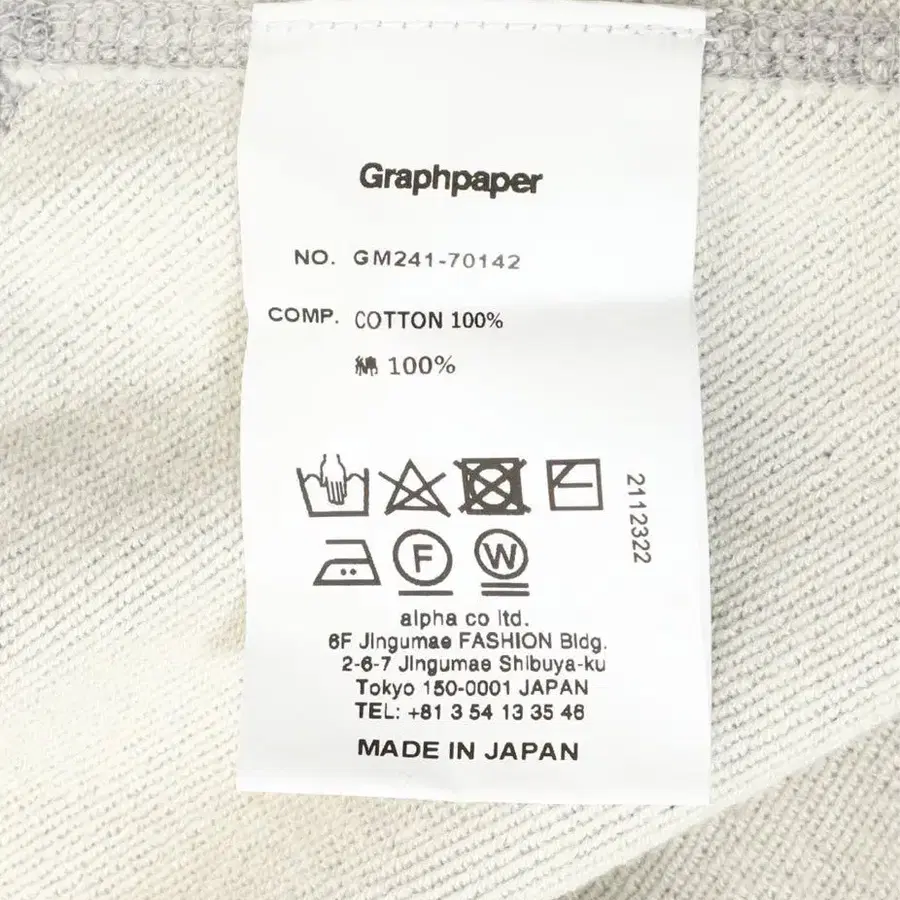 Graphpaper
NO. GM241-70142
COMP. COTTON 100%
綿 100%
2112322
F W
alpha co ltd.
6F Jingumae FASHION Bldg.
2-6-7 Jingumae Shibuya-ku
Tokyo 150-0001 JAPAN
TEL: +81 3 54 13 35 46
MADE IN JAPAN